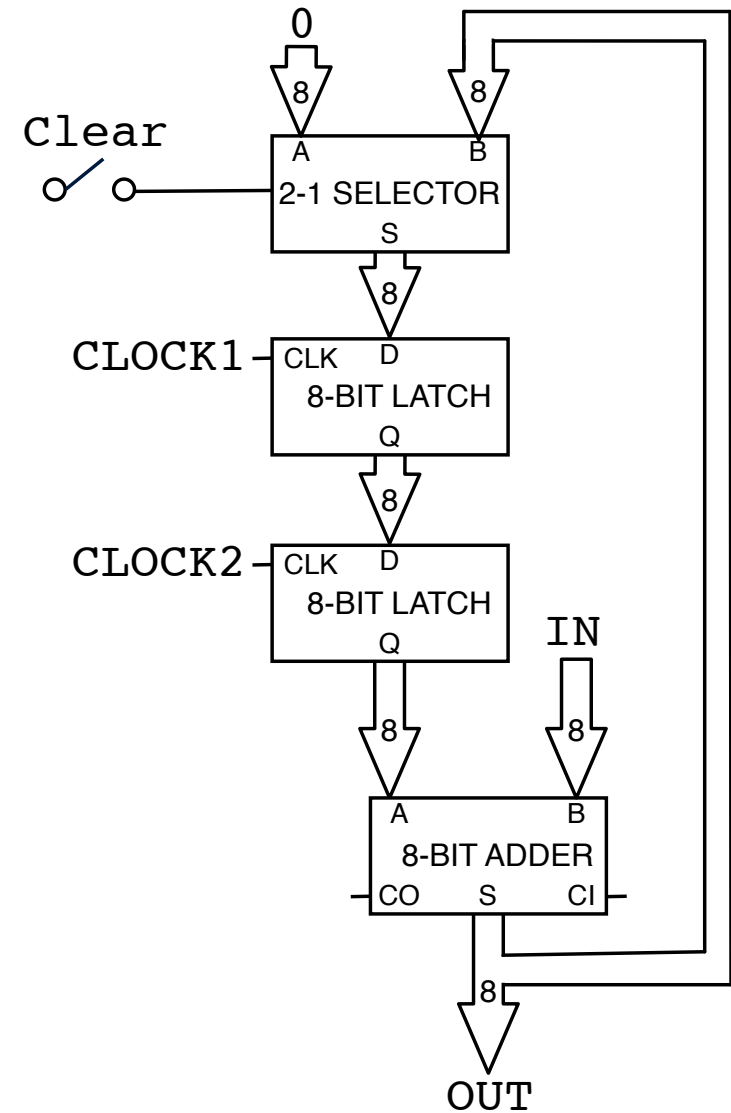 0
8
8
Clear
A
B
2-1 SELECTOR
S
8
CLOCK1
CLK
D
8-BIT LATCH
Q
8
CLOCK2
CLK
D
8-BIT LATCH
Q
IN
8
8
A
B
8-BIT ADDER
CO
S
CI
8
OUT